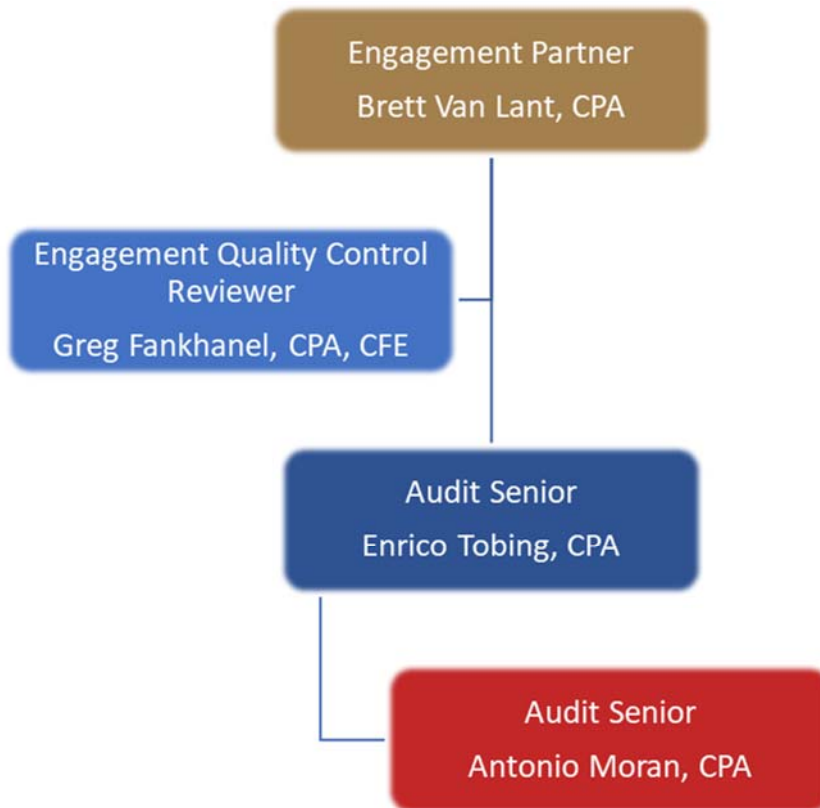 Engagement Partner
Brett Van Lant, CPA
Engagement Quality Control
Reviewer
Greg Fankhanel, CPA, CFE
Audit Senior
Enrico Tobing, CPA
Audit Senior
Antonio Moran, CPA